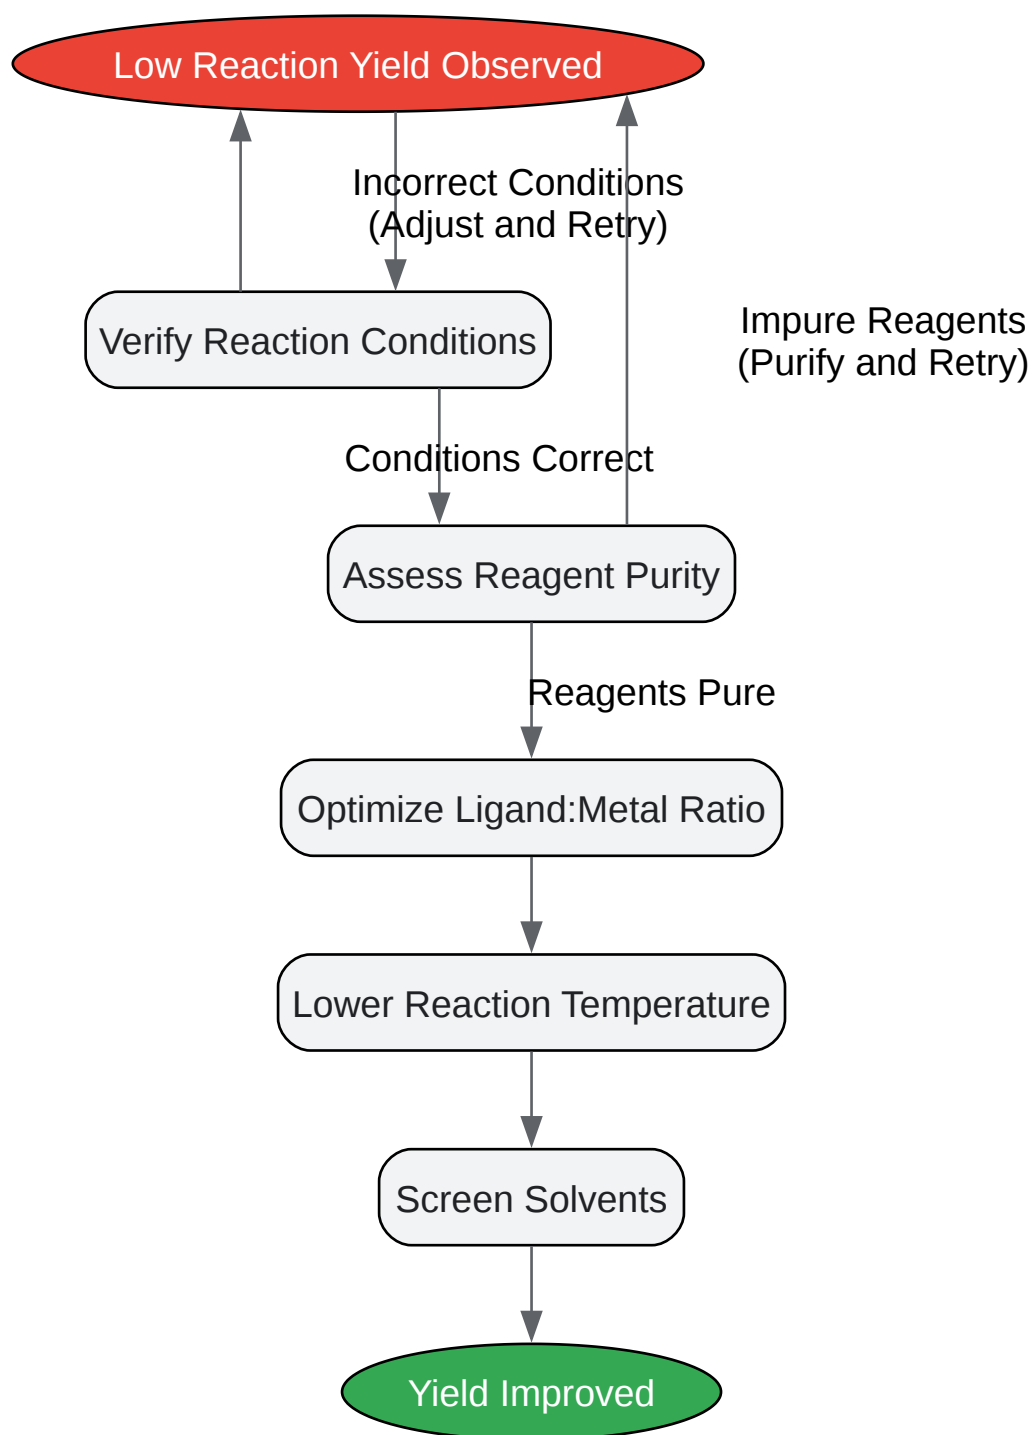 Low Reaction Yield Observed
Incorrect Conditions
(Adjust and Retry)
Impure Reagents
(Purify and Retry)
Verify Reaction Conditions
Conditions Correct
Assess Reagent Purity
Reagents Pure
Optimize Ligand:Metal Ratio
Lower Reaction Temperature
Screen Solvents
Yield Improved